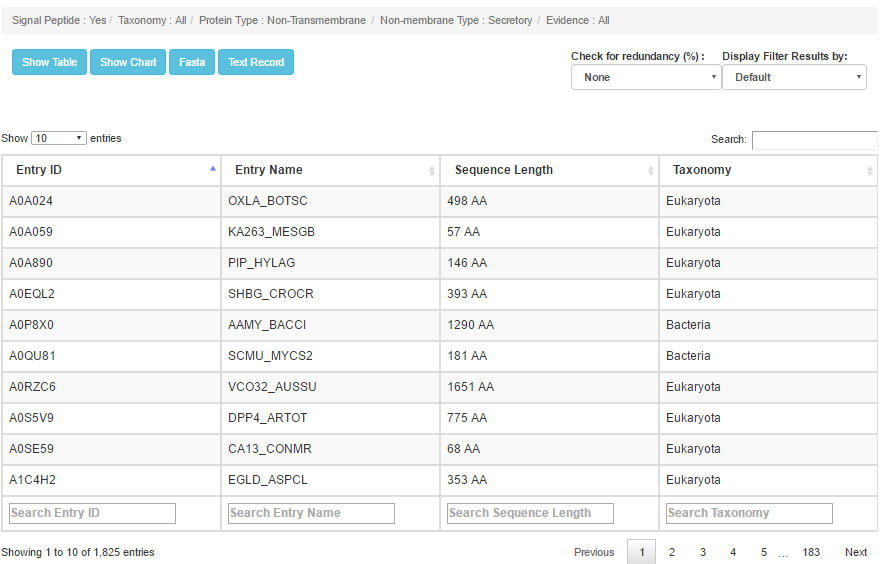 Signal Peptide : Yes / Taxonomy : All / Protein Type : Non-Transmembrane / Non-membrane Type : Secretory / Evidence : All
Show Table Show Chart Fasta Text Record
Check for redundancy (%) : Display Filter Results by:
None Default
Show 10 entries Search:
Entry ID Entry Name Sequence Length Taxonomy
A0A024 OXLA_BOTSC 498 AA Eukaryota
A0A059 KA263_MESGB 57 AA Eukaryota
A0A890 PIP_HYLAG 146 AA Eukaryota
A0EQL2 SHBG_CROCR 393 AA Eukaryota
A0P8X0 AAMY_BACCI 1290 AA Bacteria
A0QU81 SCMU_MYCS2 181 AA Bacteria
A0RZC6 VCO32_AUSSU 1651 AA Eukaryota
A0S5V9 DPP4_ARTOT 775 AA Eukaryota
A0SE59 CA13_CONMR 68 AA Eukaryota
A1C4H2 EGLD_ASPCL 353 AA Eukaryota
Search Entry ID Search Entry Name Search Sequence Length Search Taxonomy
Showing 1 to 10 of 1,825 entries Previous 1 2 3 4 5 ... 183 Next